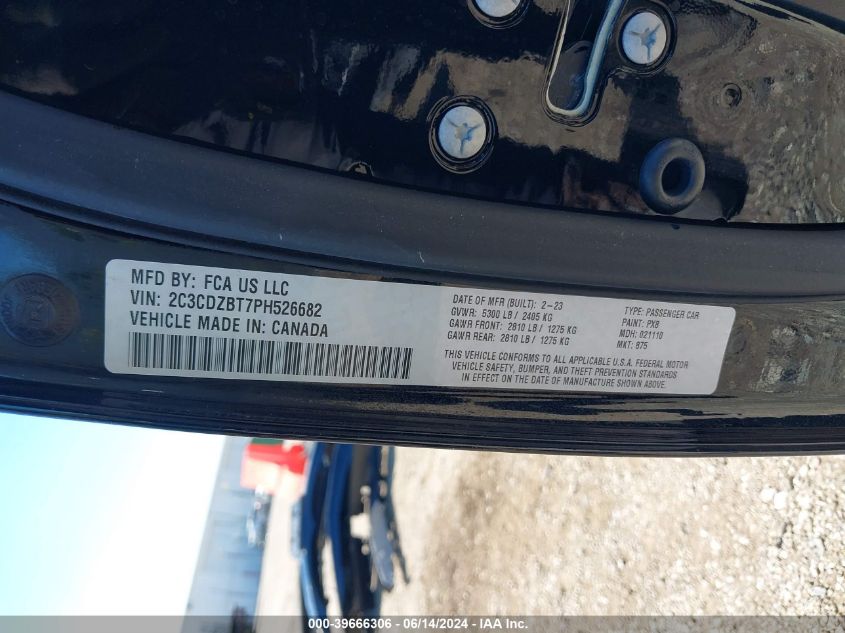 MFD BY: FCA US LLC
VIN: 2C3CDZBT7PH526682
VEHICLE MADE IN: CANADA
DATE OF MFR (BUILT): 2-23
GVWR: 5300 LB / 2405 KG
GAWR FRONT: 2810 LB / 1275 KG
GAWR REAR: 2810 LB / 1275 KG
TYPE: PASSENGER CAR
PAINT: PX8
MDH: 021110
MKT: 875
THIS VEHICLE CONFORMS TO ALL APPLICABLE U.S.A. FEDERAL MOTOR
VEHICLE SAFETY, BUMPER, AND THEFT PREVENTION STANDARDS
IN EFFECT ON THE DATE OF MANUFACTURE SHOWN ABOVE.
000-39666306 - 06/14/2024 - IAA Inc.